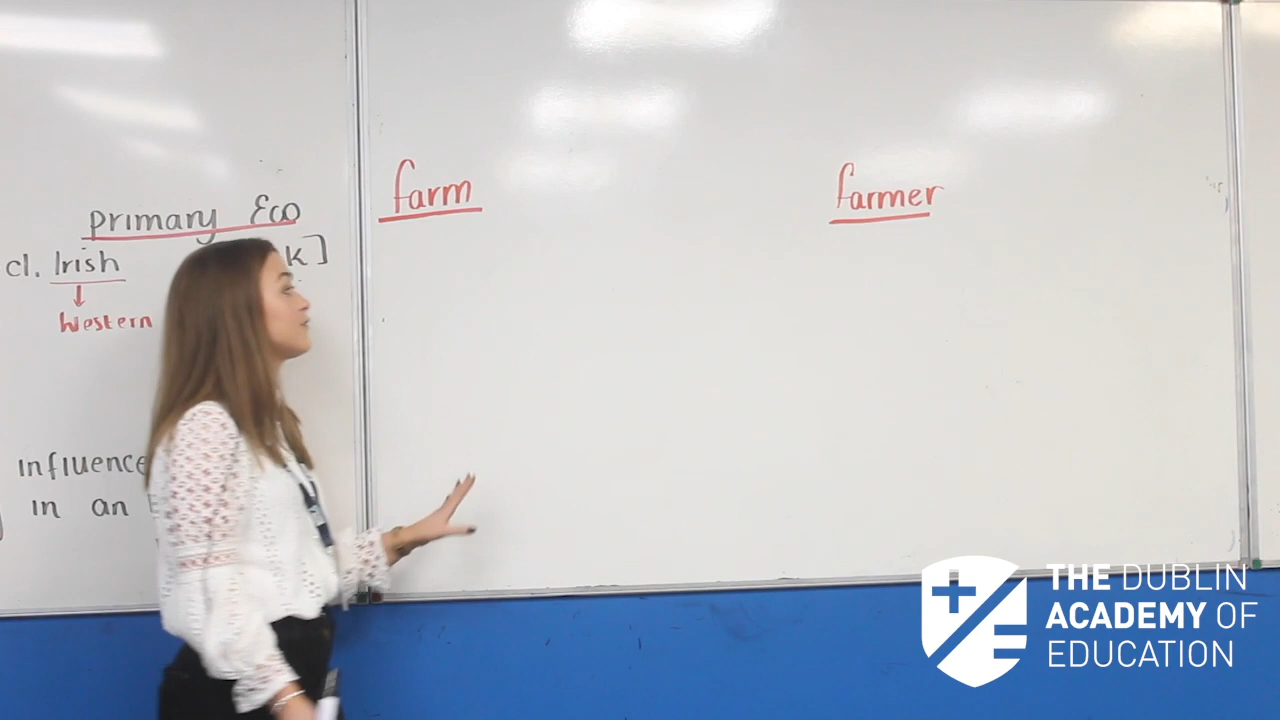 primary Eco
cl. Irish
K]
Western
Influence
in an
farm
farmer
THE DUBLIN
ACADEMY OF
EDUCATION